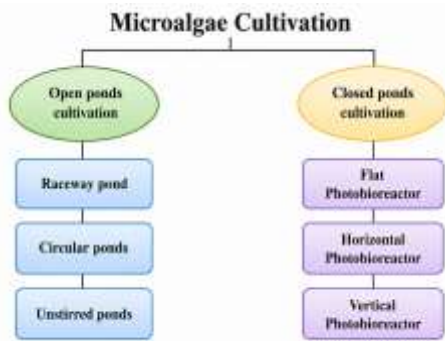 Microalgae Cultivation
Open ponds
cultivation
Raceway pond
Circular ponds
Unstirred ponds
Closed ponds
cultivation
Flat
Photobioreactor
Horizontal
Photobioreactor
Vertical
Photobioreactor